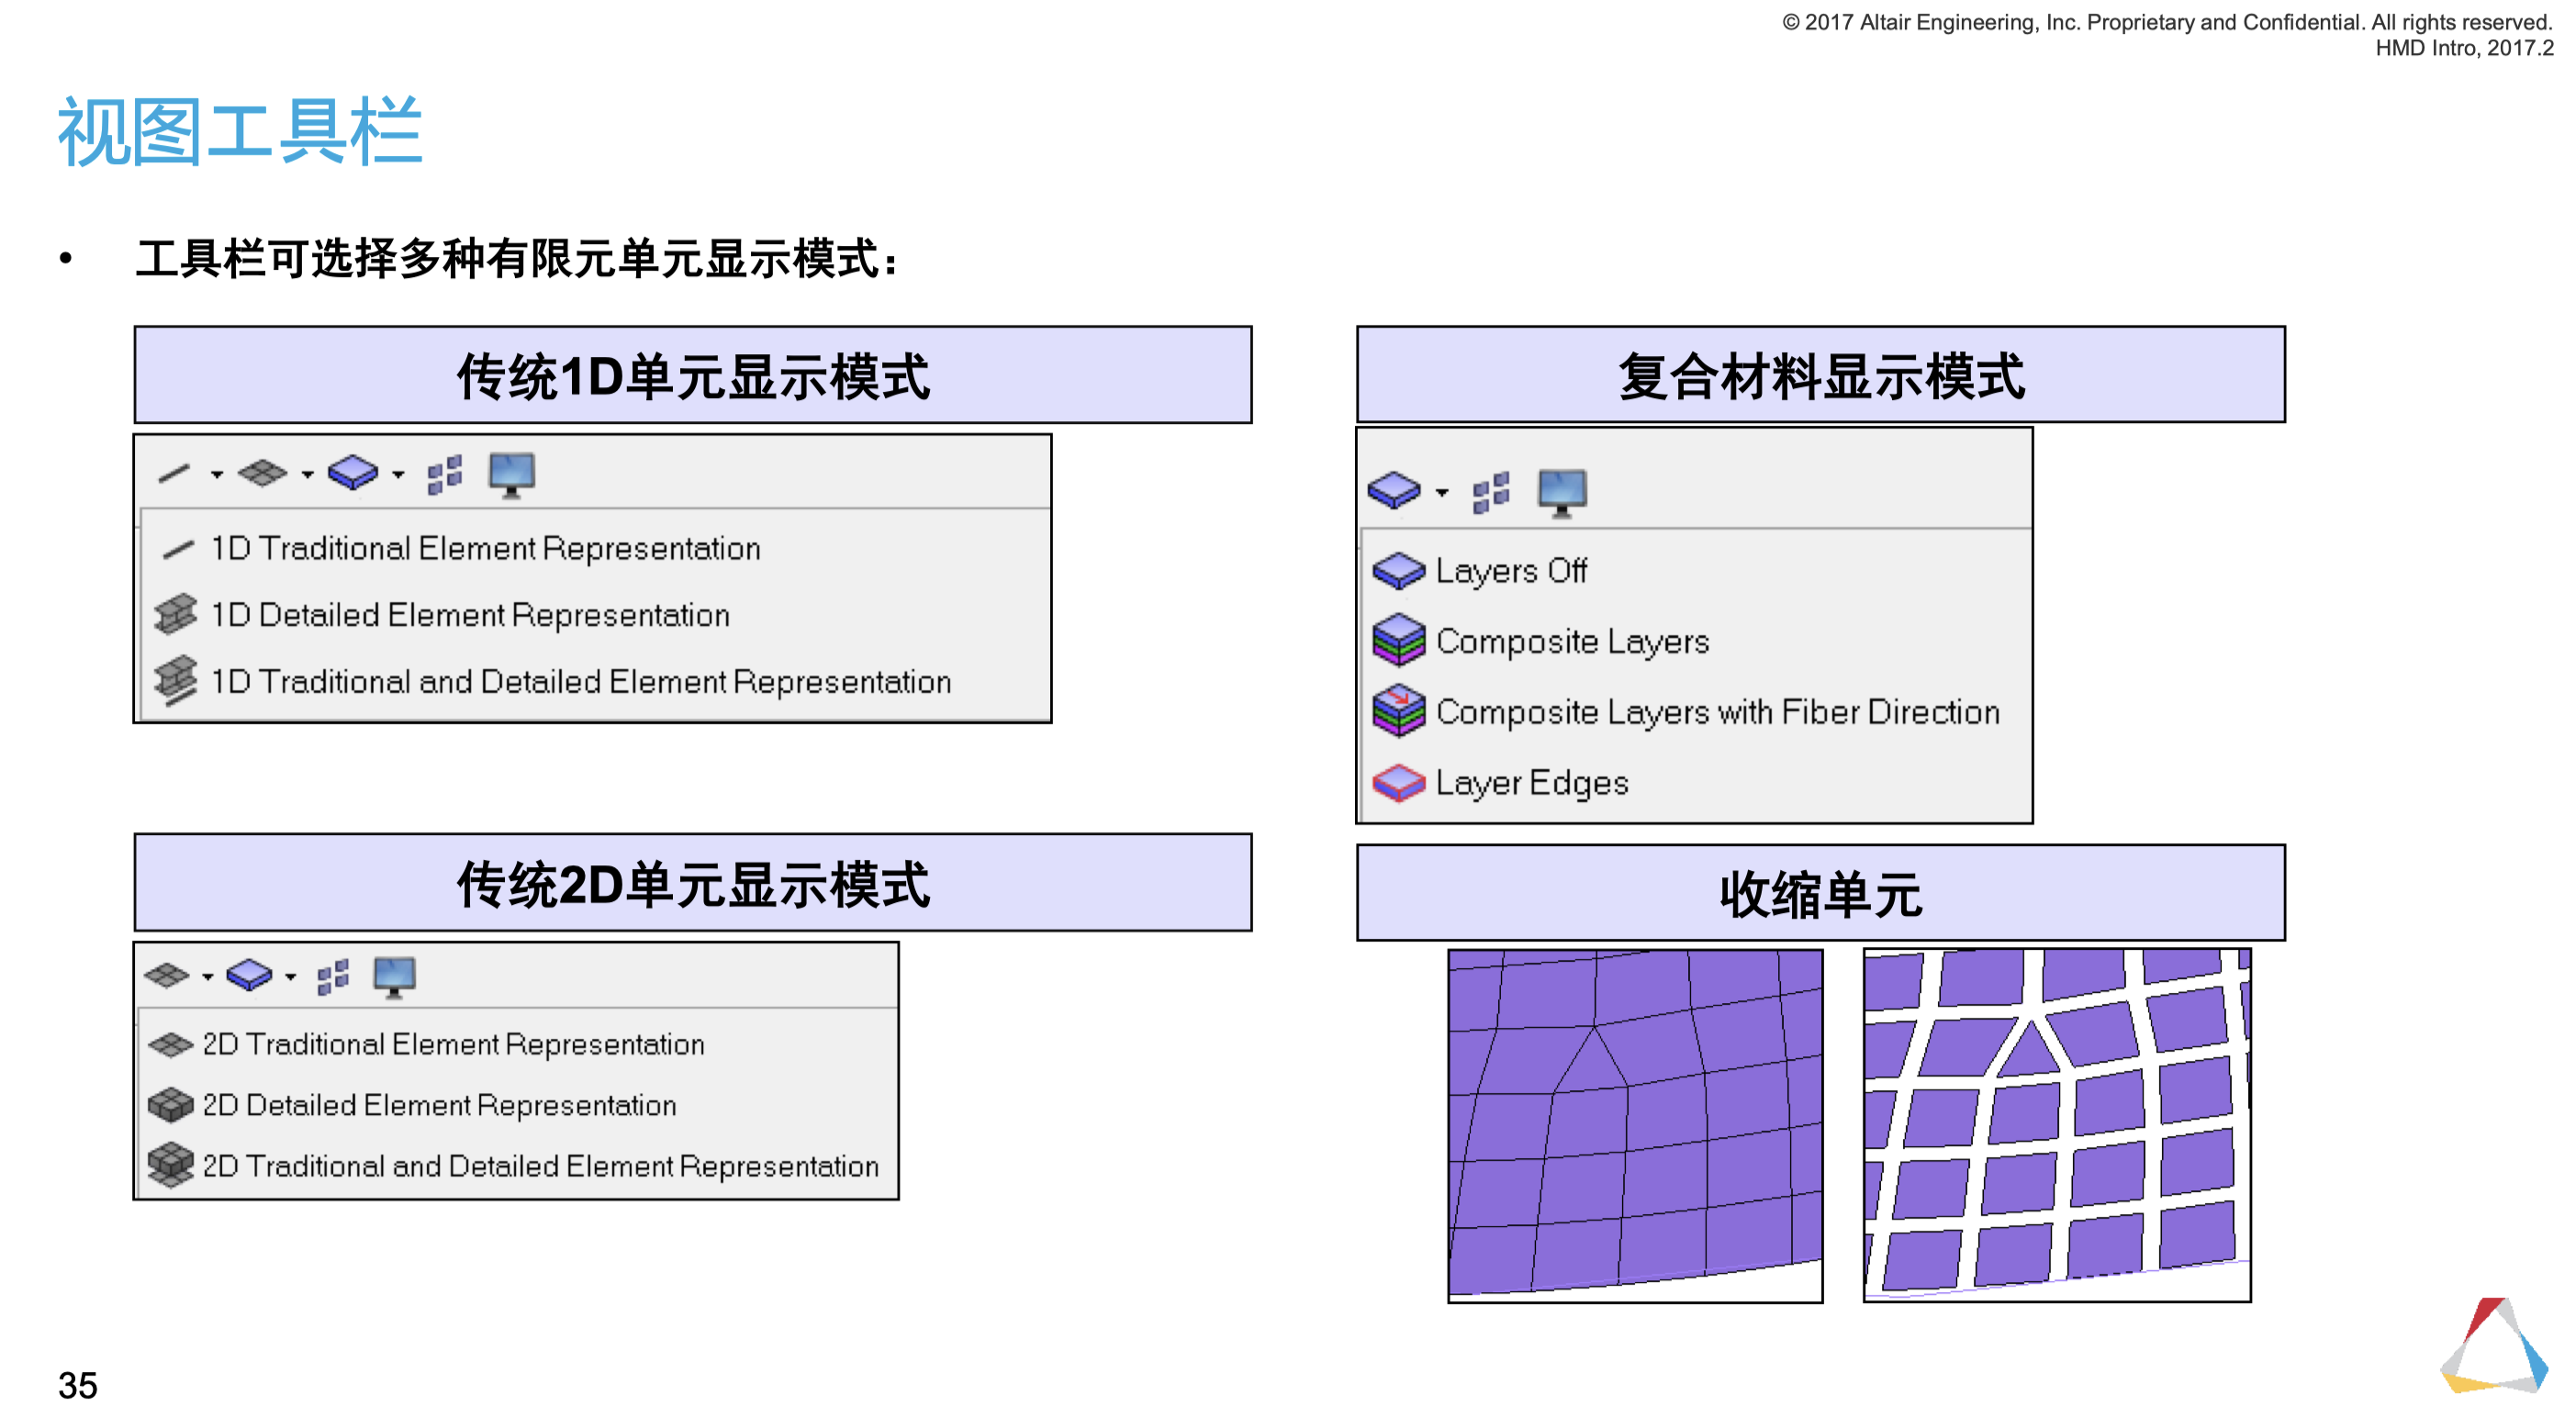 © 2017 Altair Engineering, Inc. Proprietary and Confidential. All rights reserved.
HMD Intro, 2017.2
视图工具栏
• 工具栏可选择多种有限元单元显示模式：
传统1D单元显示模式
1D Traditional Element Representation
1D Detailed Element Representation
1D Traditional and Detailed Element Representation
传统2D单元显示模式
2D Traditional Element Representation
2D Detailed Element Representation
2D Traditional and Detailed Element Representation
复合材料显示模式
Layers Off
Composite Layers
Composite Layers with Fiber Direction
Layer Edges
收缩单元
35